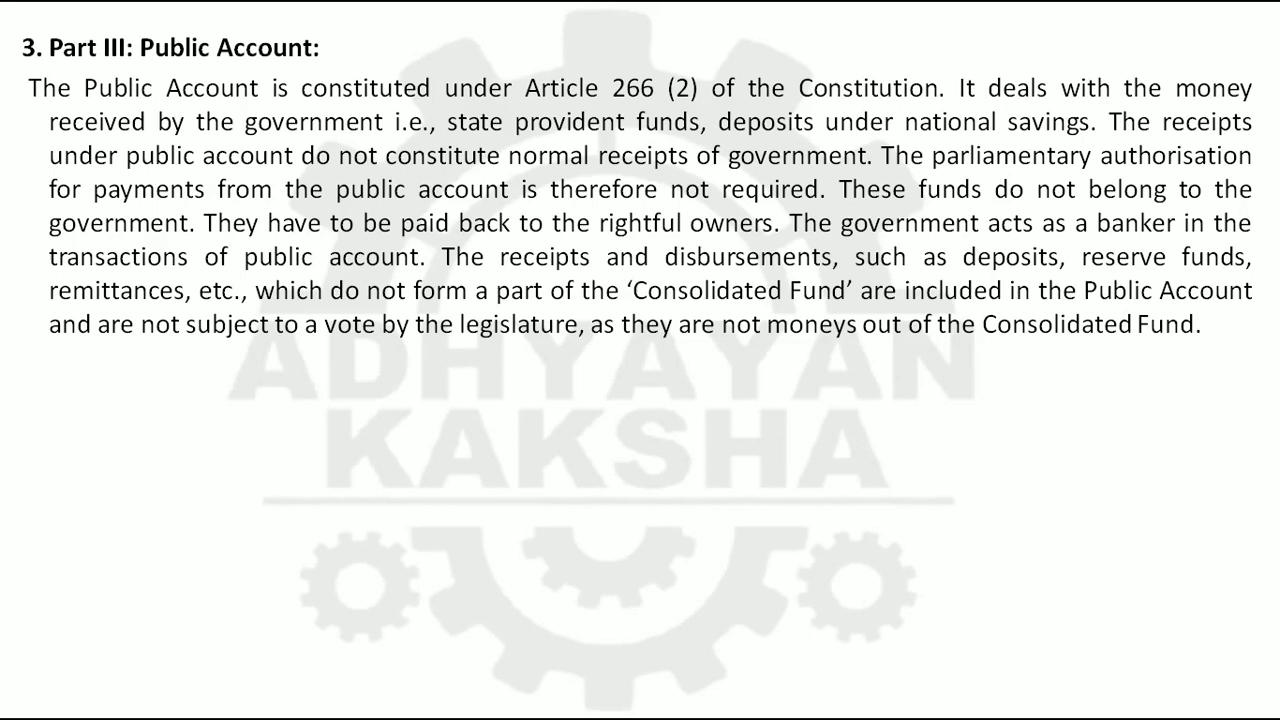 3. Part III: Public Account:
The Public Account is constituted under Article 266 (2) of the Constitution. It deals with the money
received by the government i.e., state provident funds, deposits under national savings. The receipts
under public account do not constitute normal receipts of government. The parliamentary authorisation
for payments from the public account is therefore not required. These funds do not belong to the
government. They have to be paid back to the rightful owners. The government acts as a banker in the
transactions of public account. The receipts and disbursements, such as deposits, reserve funds,
remittances, etc., which do not form a part of the ‘Consolidated Fund’ are included in the Public Account
and are not subject to a vote by the legislature, as they are not moneys out of the Consolidated Fund.
ADHYAYAN
KAKSHA